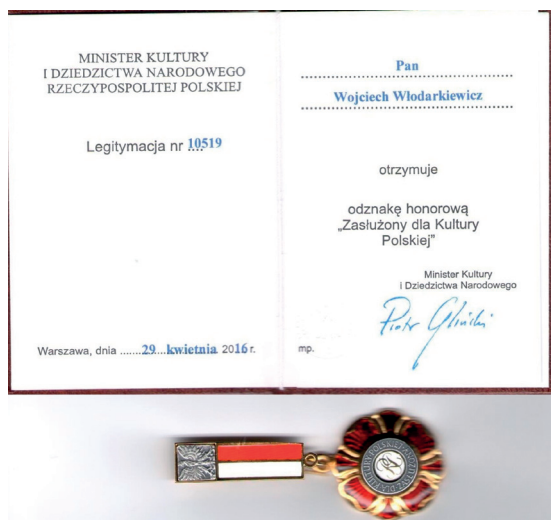 MINISTER KULTURY
I DZIEDZICTWA NARODOWEGO
RZECZYPOSPOLITEJ POLSKIEJ
Legitymacja nr 10519
Warszawa, dnia .......29...kwietnia 2016 r.
Pan
Wojciech Włodarkiewicz
otrzymuje
odznakę honorową
„Zasłużony dla Kultury
Polskiej"
Minister Kultury
i Dziedzictwa Narodowego
Piotr Gliński
mp.